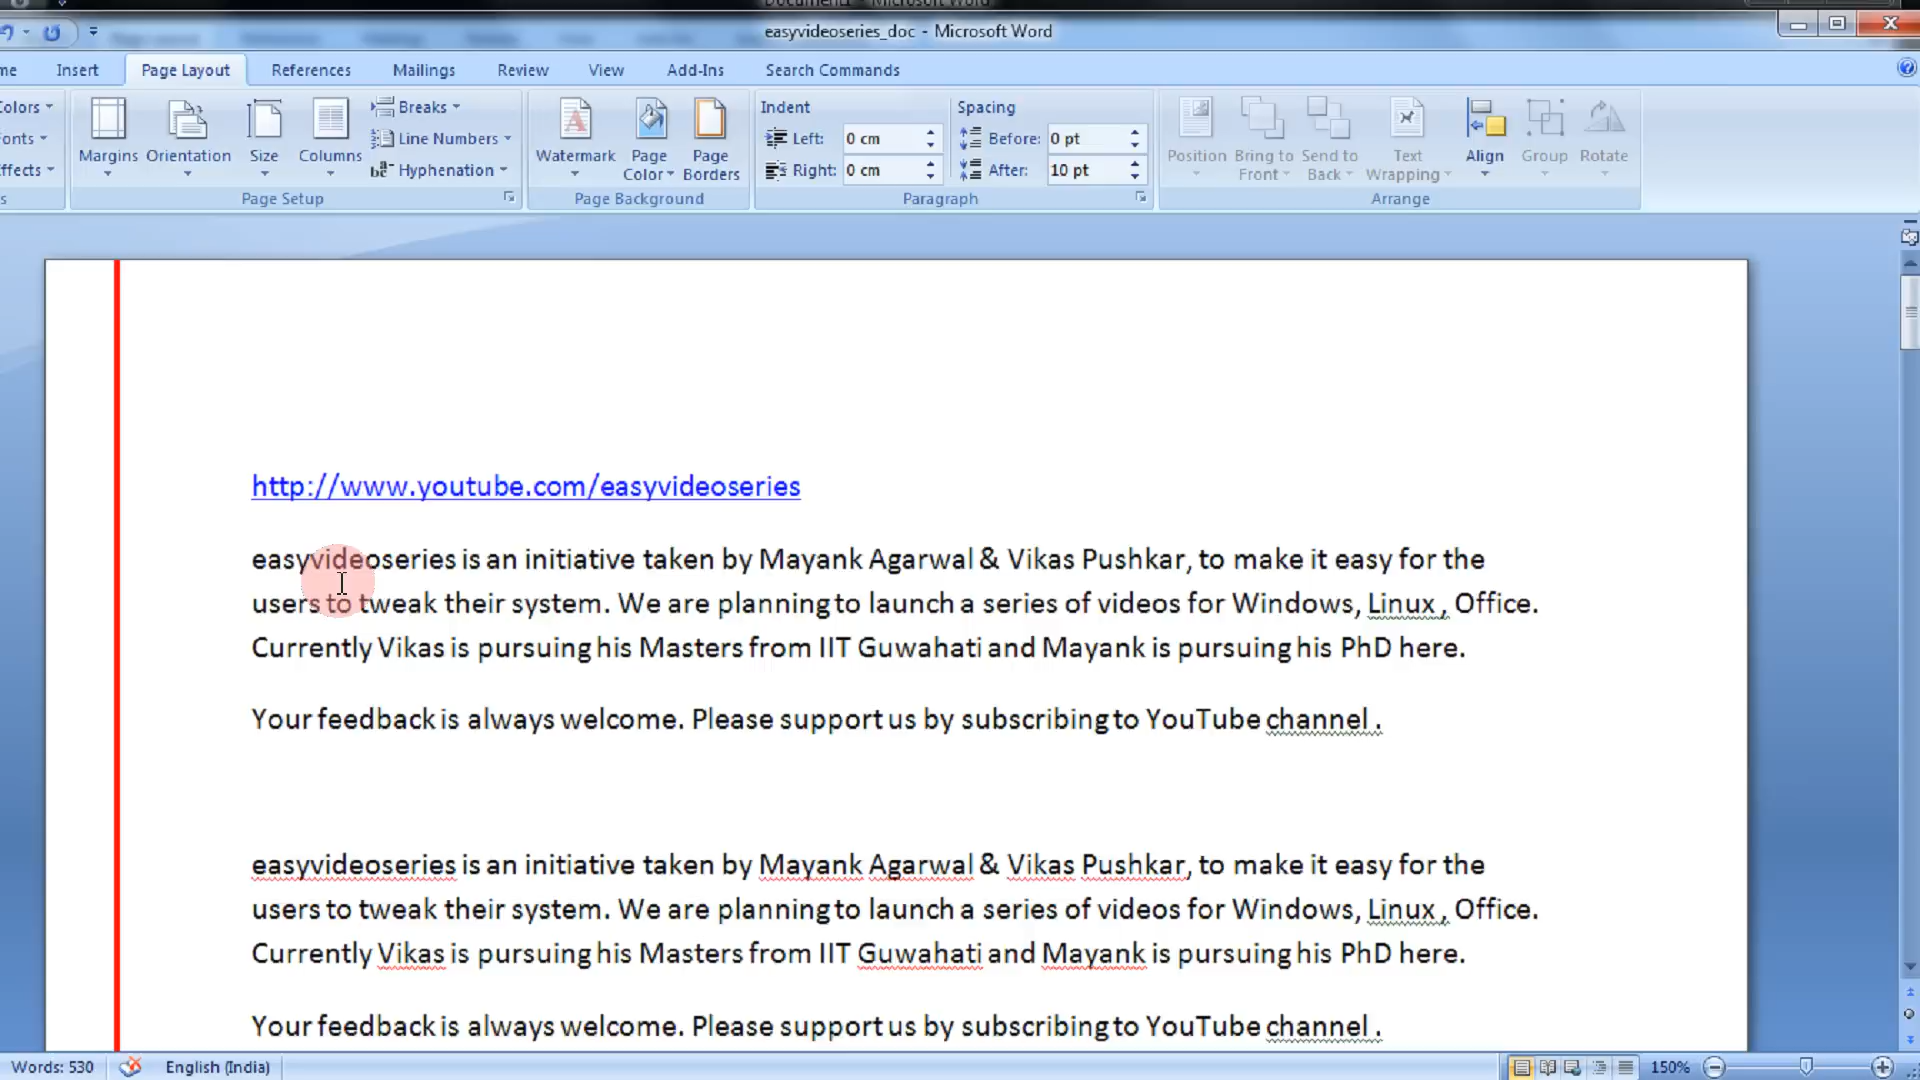 Document1 - Microsoft Word
easyvideoseries_doc - Microsoft Word
me Insert Page Layout References Mailings Review View Add-Ins Search Commands
olors Breaks Indent Spacing
onts Line Numbers Left: 0 cm Before: 0 pt
ffects Hyphenation Right: 0 cm After: 10 pt
Margins Orientation Size Columns Watermark Page Color Page Borders Position Bring to Front Send to Back Text Wrapping Align Group Rotate
s Page Setup Page Background Paragraph Arrange
http://www.youtube.com/easyvideoseries
easyvideoseries is an initiative taken by Mayank Agarwal & Vikas Pushkar, to make it easy for the
users to tweak their system. We are planning to launch a series of videos for Windows, Linux , Office.
Currently Vikas is pursuing his Masters from IIT Guwahati and Mayank is pursuing his PhD here.
Your feedback is always welcome. Please support us by subscribing to YouTube channel .
easyvideoseries is an initiative taken by Mayank Agarwal & Vikas Pushkar, to make it easy for the
users to tweak their system. We are planning to launch a series of videos for Windows, Linux , Office.
Currently Vikas is pursuing his Masters from IIT Guwahati and Mayank is pursuing his PhD here.
Your feedback is always welcome. Please support us by subscribing to YouTube channel .
Words: 530 English (India) 150%